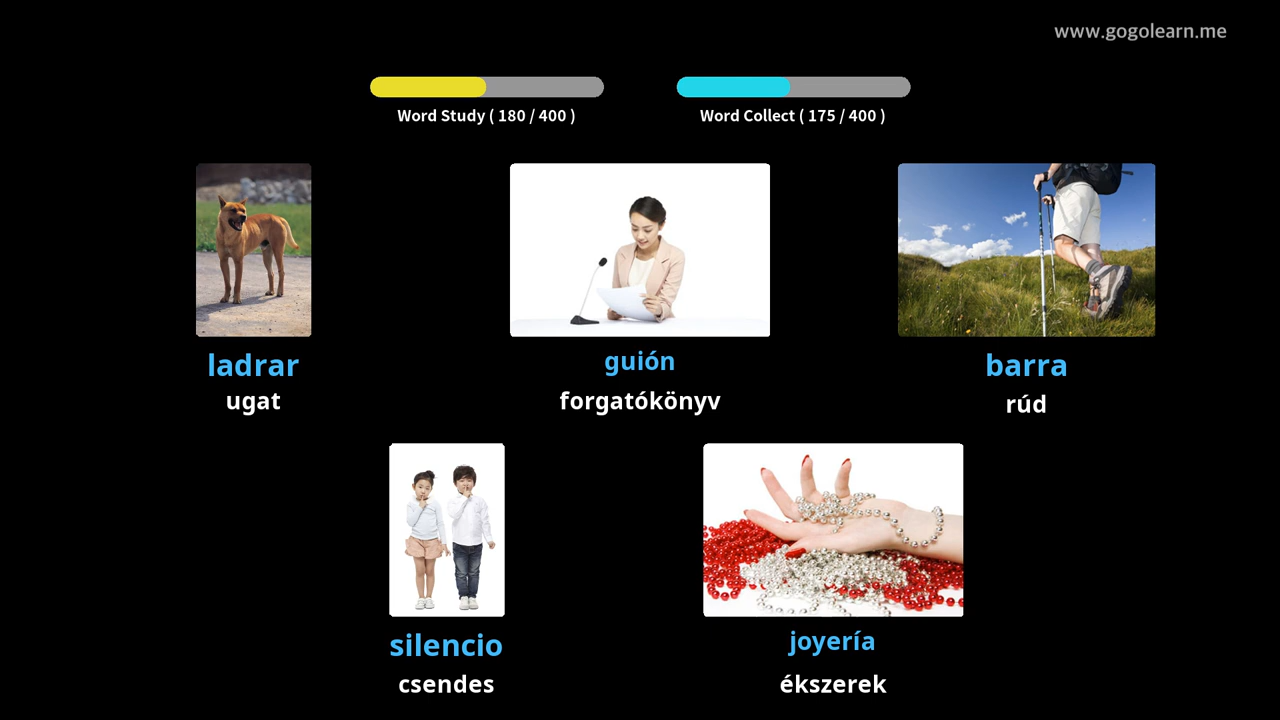 www.gogolearn.me
Word Study ( 180 / 400 )
Word Collect ( 175 / 400 )
ladrar
ugat
guión
forgatókönyv
barra
rúd
silencio
csendes
joyería
ékszerek